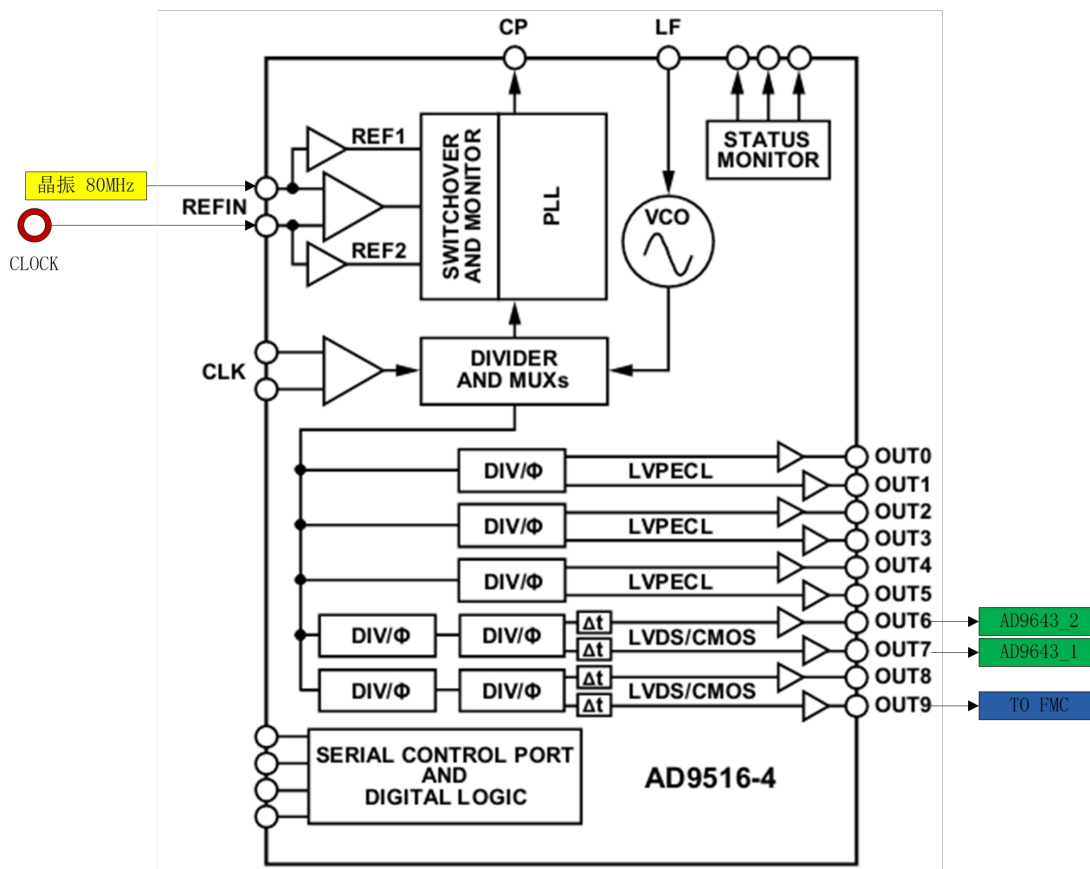 CP
LF
REF1
SWITCHOVER
AND MONITOR
PLL
STATUS
MONITOR
晶振 80MHz
REFIN
CLOCK
REF2
VCO
CLK
DIVIDER
AND MUXs
DIV/Φ
LVPECL
OUT0
OUT1
DIV/Φ
LVPECL
OUT2
OUT3
DIV/Φ
LVPECL
OUT4
OUT5
DIV/Φ
DIV/Φ
Δt
Δt
LVDS/CMOS
OUT6
OUT7
AD9643_2
AD9643_1
DIV/Φ
DIV/Φ
Δt
Δt
LVDS/CMOS
OUT8
OUT9
TO FMC
SERIAL CONTROL PORT
AND
DIGITAL LOGIC
AD9516-4